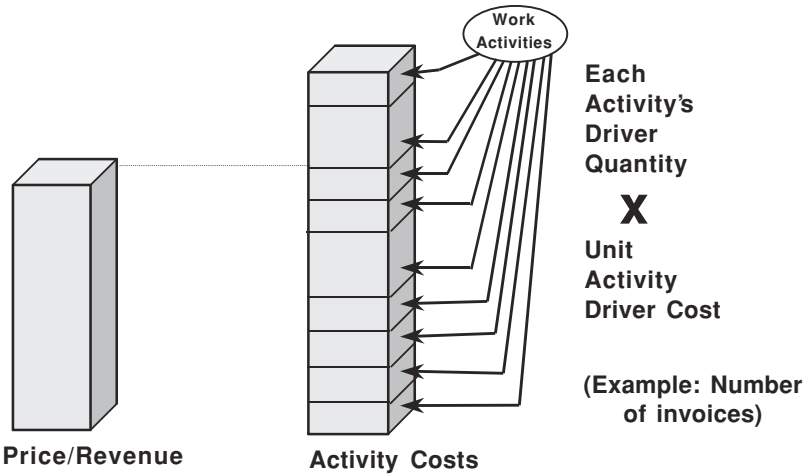 Work
Activities
Each
Activity’s
Driver
Quantity
X
Unit
Activity
Driver Cost
(Example: Number
of invoices)
Price/Revenue
Activity Costs